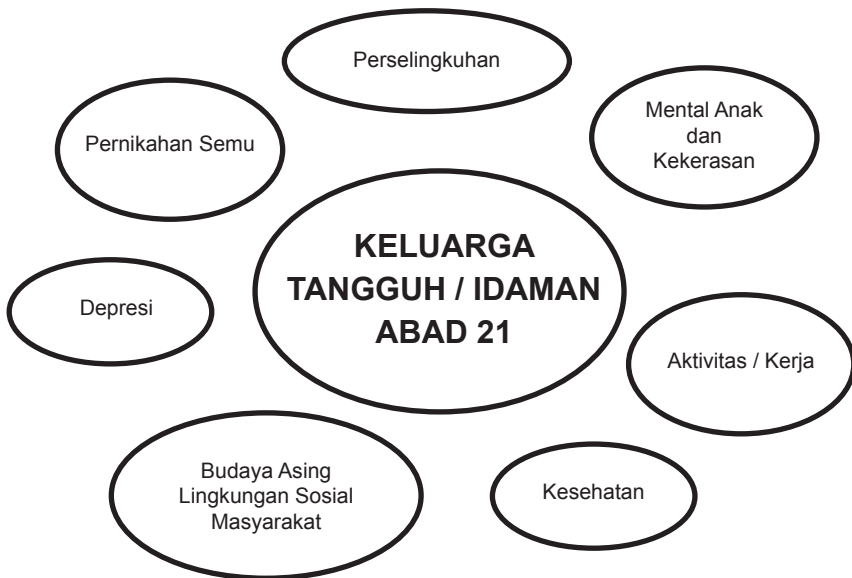 Perselingkuhan
Mental Anak
dan
Kekerasan
Pernikahan Semu
KELUARGA
TANGGUH / IDAMAN
ABAD 21
Depresi
Aktivitas / Kerja
Budaya Asing
Lingkungan Sosial
Masyarakat
Kesehatan